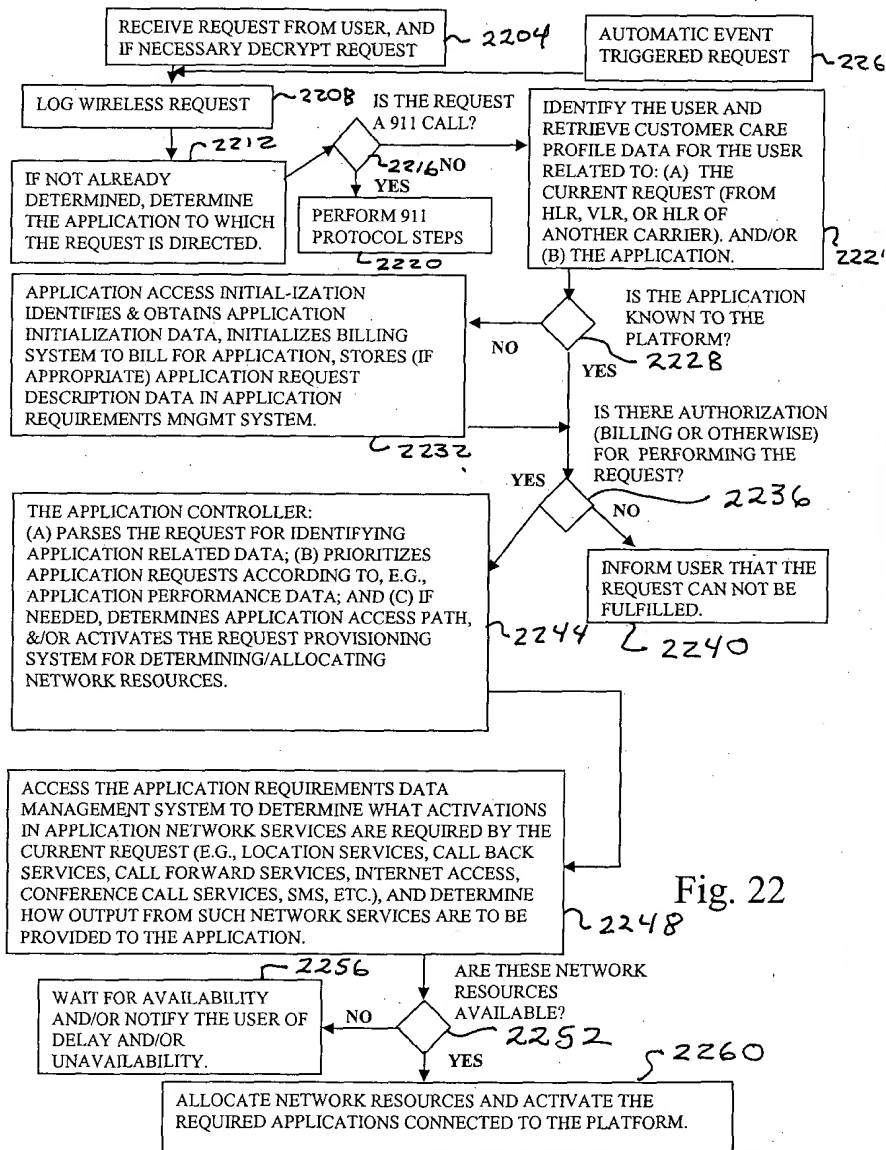 RECEIVE REQUEST FROM USER, AND
IF NECESSARY DECRYPT REQUEST
2204
AUTOMATIC EVENT
TRIGGERED REQUEST
226
LOG WIRELESS REQUEST
2208
IS THE REQUEST
A 911 CALL?
2212
IF NOT ALREADY
DETERMINED, DETERMINE
THE APPLICATION TO WHICH
THE REQUEST IS DIRECTED.
2216 NO
YES
PERFORM 911
PROTOCOL STEPS
2220
IDENTIFY THE USER AND
RETRIEVE CUSTOMER CARE
PROFILE DATA FOR THE USER
RELATED TO: (A) THE
CURRENT REQUEST (FROM
HLR, VLR, OR HLR OF
ANOTHER CARRIER). AND/OR
(B) THE APPLICATION.
222
APPLICATION ACCESS INITIAL-IZATION
IDENTIFIES & OBTAINS APPLICATION
INITIALIZATION DATA, INITIALIZES BILLING
SYSTEM TO BILL FOR APPLICATION, STORES (IF
APPROPRIATE) APPLICATION REQUEST
DESCRIPTION DATA IN APPLICATION
REQUIREMENTS MNGMT SYSTEM.
2232
IS THE APPLICATION
KNOWN TO THE
PLATFORM?
NO
YES
2228
IS THERE AUTHORIZATION
(BILLING OR OTHERWISE)
FOR PERFORMING THE
REQUEST?
YES
2236
NO
THE APPLICATION CONTROLLER:
(A) PARSES THE REQUEST FOR IDENTIFYING
APPLICATION RELATED DATA; (B) PRIORITIZES
APPLICATION REQUESTS ACCORDING TO, E.G.,
APPLICATION PERFORMANCE DATA; AND (C) IF
NEEDED, DETERMINES APPLICATION ACCESS PATH,
&/OR ACTIVATES THE REQUEST PROVISIONING
SYSTEM FOR DETERMINING/ALLOCATING
NETWORK RESOURCES.
2244
INFORM USER THAT THE
REQUEST CAN NOT BE
FULFILLED.
2240
ACCESS THE APPLICATION REQUIREMENTS DATA
MANAGEMENT SYSTEM TO DETERMINE WHAT ACTIVATIONS
IN APPLICATION NETWORK SERVICES ARE REQUIRED BY THE
CURRENT REQUEST (E.G., LOCATION SERVICES, CALL BACK
SERVICES, CALL FORWARD SERVICES, INTERNET ACCESS,
CONFERENCE CALL SERVICES, SMS, ETC.), AND DETERMINE
HOW OUTPUT FROM SUCH NETWORK SERVICES ARE TO BE
PROVIDED TO THE APPLICATION.
2248
Fig. 22
2256
WAIT FOR AVAILABILITY
AND/OR NOTIFY THE USER OF
DELAY AND/OR
UNAVAILABILITY.
NO
ARE THESE NETWORK
RESOURCES
AVAILABLE?
2252
YES
2260
ALLOCATE NETWORK RESOURCES AND ACTIVATE THE
REQUIRED APPLICATIONS CONNECTED TO THE PLATFORM.